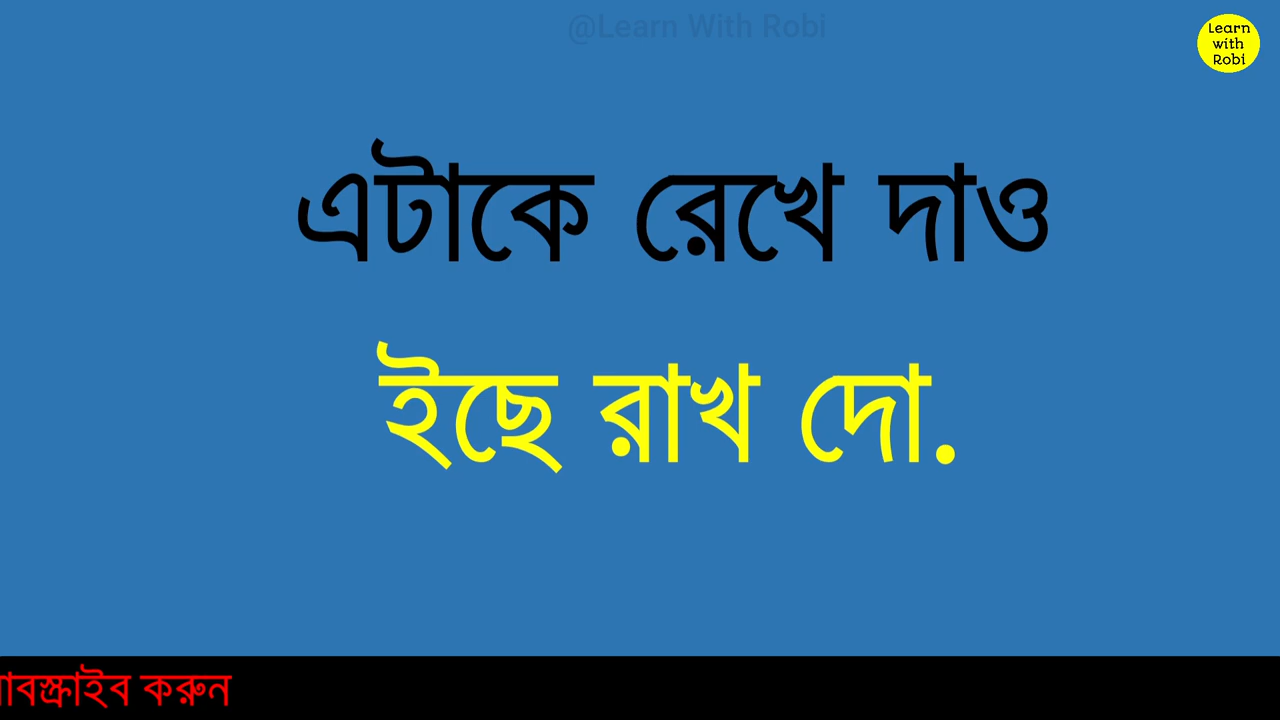 @Learn With Robi
Learn
with
Robi
এটাকে রেখে দাও
ইছে রাখ দো.
াবস্ক্রাইব করুন